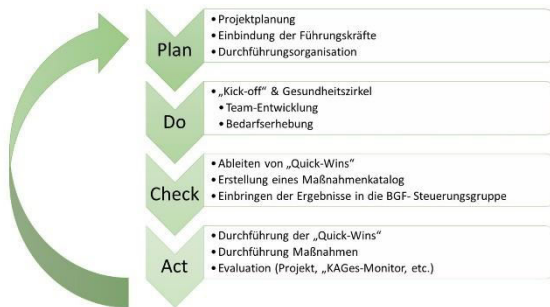 Plan
• Projektplanung
• Einbindung der Führungskräfte
• Durchführungsorganisation
Do
• „Kick-off“ & Gesundheitszirkel
• Team-Entwicklung
• Bedarfserhebung
Check
• Ableiten von „Quick-Wins“
• Erstellung eines Maßnahmenkatalog
• Einbringen der Ergebnisse in die BGF- Steuerungsgruppe
Act
• Durchführung der „Quick-Wins“
• Durchführung Maßnahmen
• Evaluation (Projekt, „KAGes-Monitor, etc.)